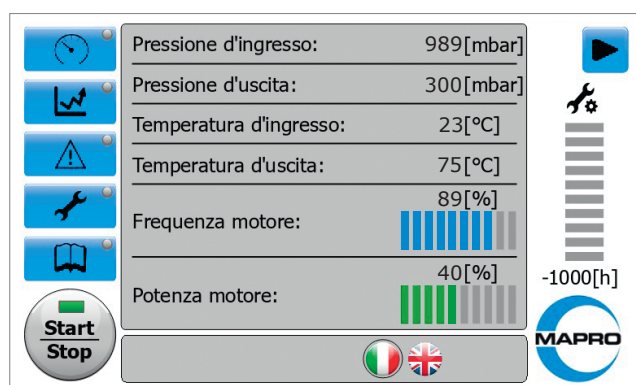 Pressione d'ingresso: 989[mbar]
Pressione d'uscita: 300[mbar]
Temperatura d'ingresso: 23[°C]
Temperatura d'uscita: 75[°C]
89[%]
Frequenza motore:
40[%]
Potenza motore:
-1000[h]
Start
Stop
MAPRO